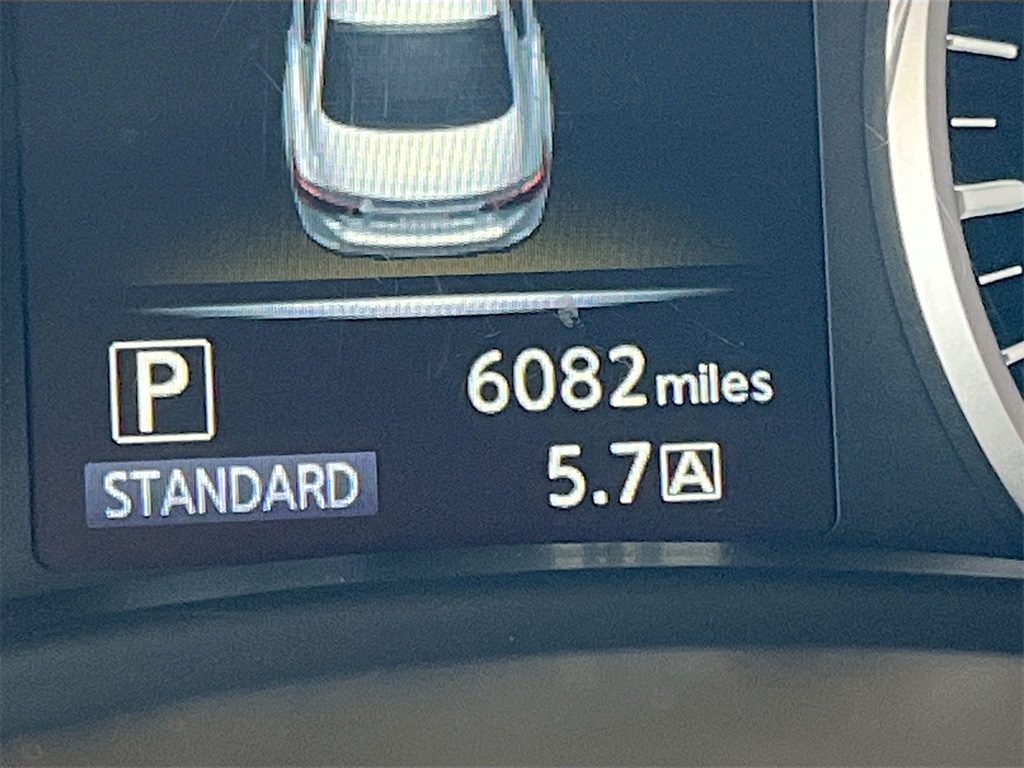 P
6082 miles
STANDARD
5.7 A